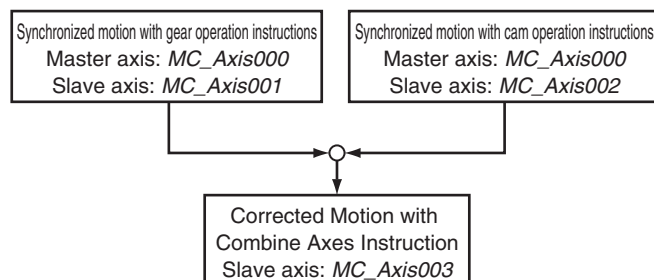 Synchronized motion with gear operation instructions
Master axis: MC_Axis000
Slave axis: MC_Axis001
Synchronized motion with cam operation instructions
Master axis: MC_Axis000
Slave axis: MC_Axis002
Corrected Motion with
Combine Axes Instruction
Slave axis: MC_Axis003